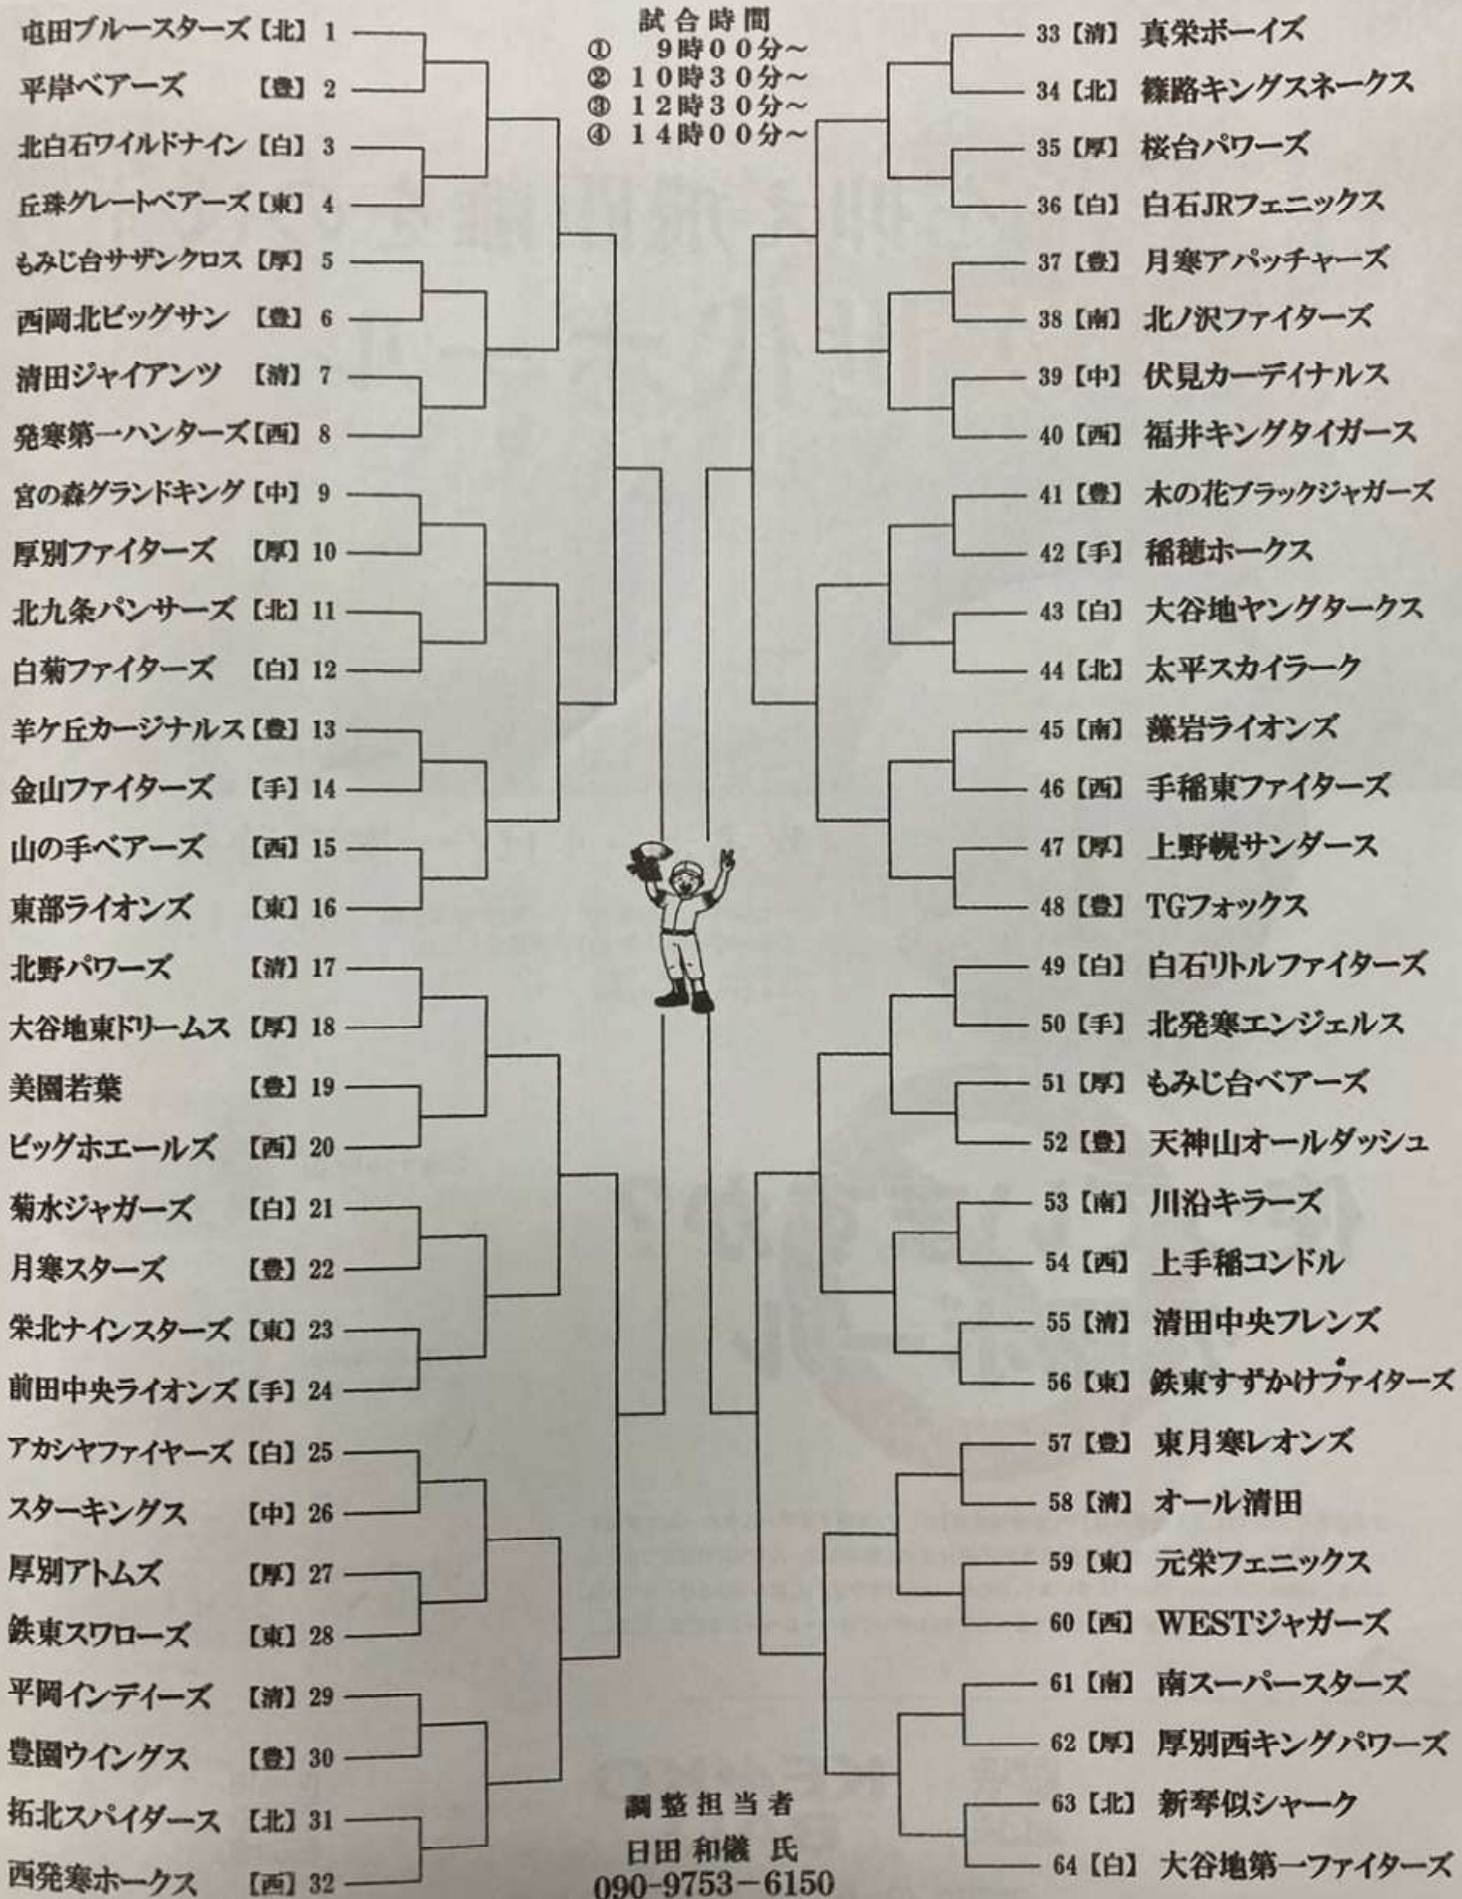 試合時間
① 9時00分～
② 10時30分～
③ 12時30分～
④ 14時00分～
屯田ブルースターズ【北】 1
平岸ベアーズ 【豊】 2
北白石ワイルドナイン【白】 3
丘珠グレートベアーズ【東】 4
もみじ台サザンクロス【厚】 5
西岡北ビッグサン 【豊】 6
清田ジャイアンツ 【清】 7
発寒第一ハンターズ【西】 8
宮の森グランドキング【中】 9
厚別ファイターズ 【厚】 10
北九条パンサーズ【北】 11
白菊ファイターズ 【白】 12
羊ケ丘カージナルス【豊】 13
金山ファイターズ 【手】 14
山の手ベアーズ 【西】 15
東部ライオンズ 【東】 16
北野パワーズ 【清】 17
大谷地東ドリームス【厚】 18
美園若葉 【豊】 19
ビッグホエールズ 【西】 20
菊水ジャガーズ 【白】 21
月寒スターズ 【豊】 22
栄北ナインスターズ【東】 23
前田中央ライオンズ【手】 24
アカシヤファイヤーズ【白】 25
スターキングス 【中】 26
厚別アトムズ 【厚】 27
鉄東スワローズ 【東】 28
平岡インディーズ 【清】 29
豊園ウイングス 【豊】 30
拓北スパイダース 【北】 31
西発寒ホークス 【西】 32
33【清】 真栄ボーイズ
34【北】 篠路キングスネークス
35【厚】 桜台パワーズ
36【白】 白石JRフェニックス
37【豊】 月寒アパッチャーズ
38【南】 北ノ沢ファイターズ
39【中】 伏見カーデイナルス
40【西】 福井キングタイガース
41【豊】 木の花ブラックジャガーズ
42【手】 稲穂ホークス
43【白】 大谷地ヤングタークス
44【北】 太平スカイラーク
45【南】 藻岩ライオンズ
46【西】 手稲東ファイターズ
47【厚】 上野幌サンダース
48【豊】 TGフォックス
49【白】 白石リトルファイターズ
50【手】 北発寒エンジェルス
51【厚】 もみじ台ベアーズ
52【豊】 天神山オールダッシュ
53【南】 川沿キラーズ
54【西】 上手稲コンドル
55【清】 清田中央フレンズ
56【東】 鉄東すずかけファイターズ
57【豊】 東月寒レオンズ
58【清】 オール清田
59【東】 元栄フェニックス
60【西】 WESTジャガーズ
61【南】 南スーパースターズ
62【厚】 厚別西キングパワーズ
63【北】 新琴似シャーク
64【白】 大谷地第一ファイターズ
調整担当者
日田 和儀 氏
090-9753-6150